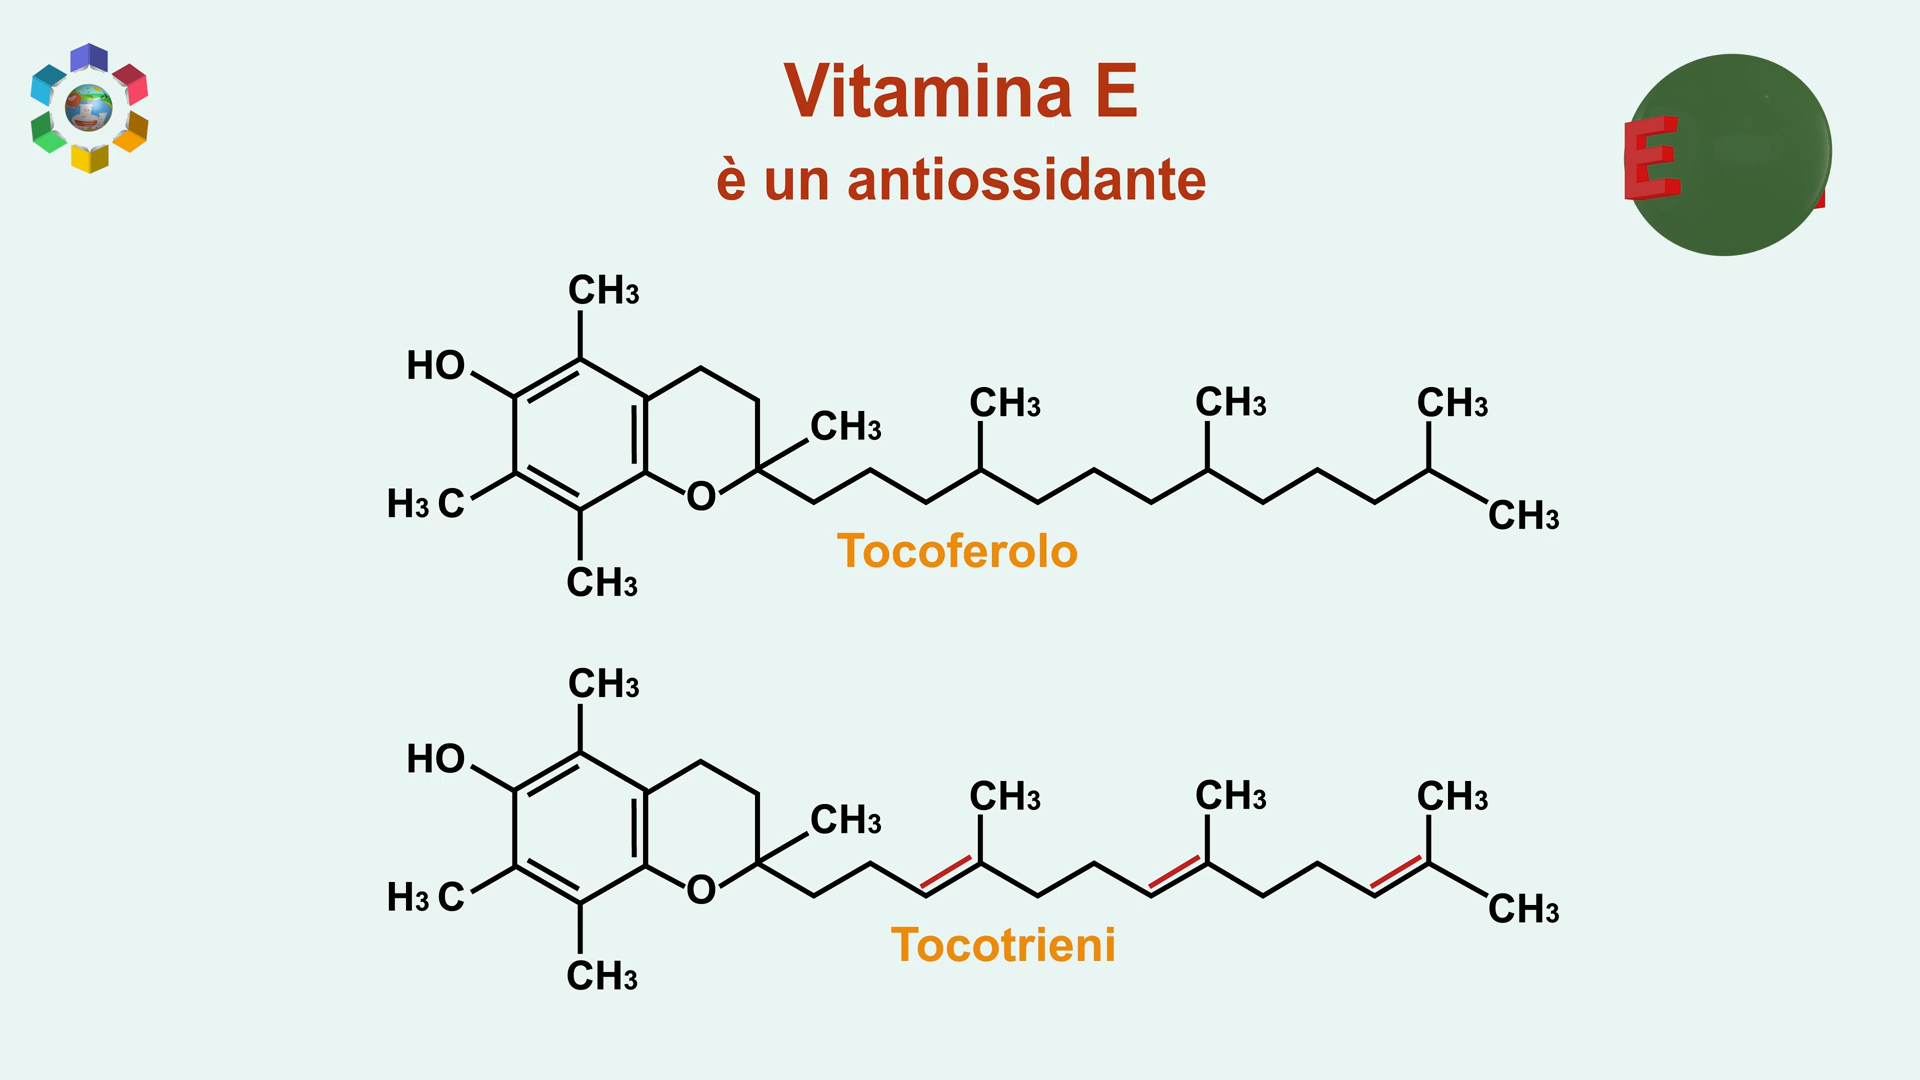 Vitamina E
E
è un antiossidante
CH3
HO
CH3
CH3
CH3
CH3
O
H3 C
CH3
Tocoferolo
CH3
CH3
HO
CH3
CH3
CH3
CH3
O
H3 C
CH3
Tocotrieni
CH3